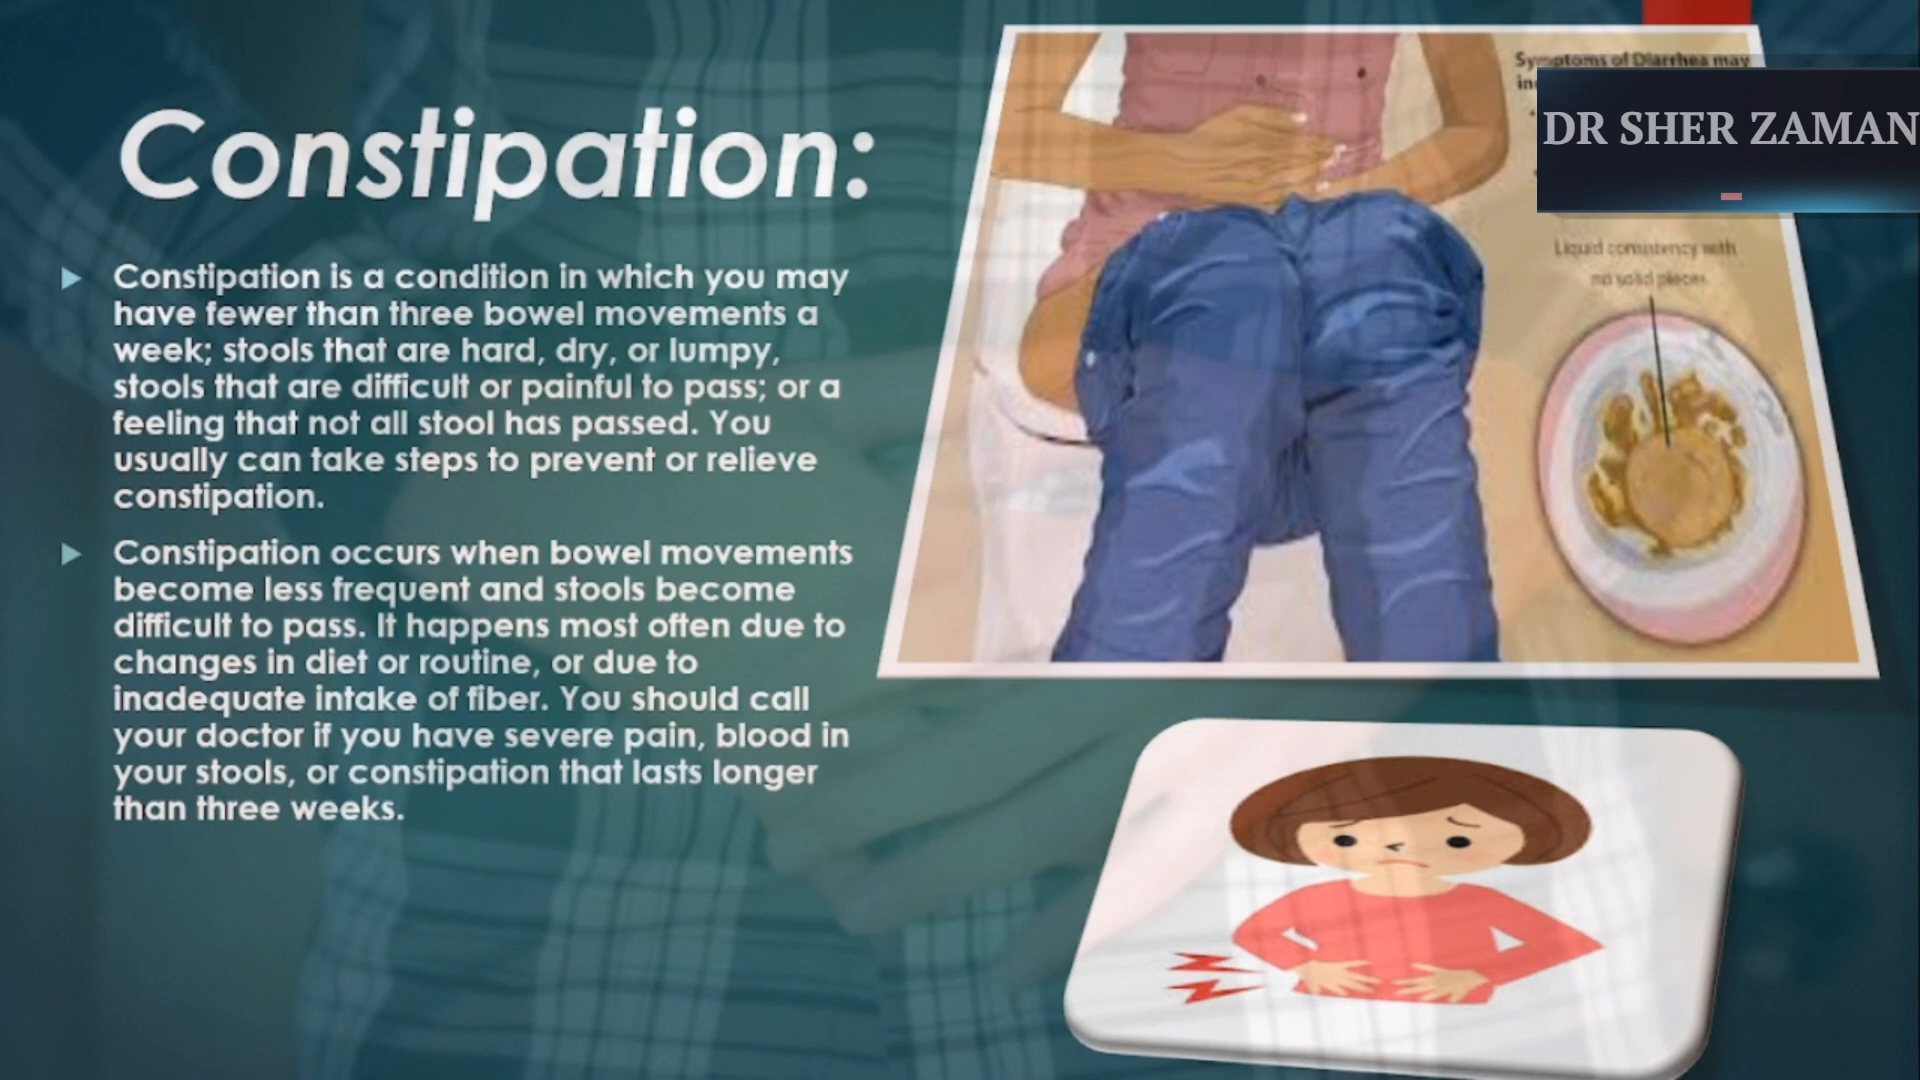 Constipation:
Constipation is a condition in which you may
have fewer than three bowel movements a
week; stools that are hard, dry, or lumpy,
stools that are difficult or painful to pass; or a
feeling that not all stool has passed. You
usually can take steps to prevent or relieve
constipation.
Constipation occurs when bowel movements
become less frequent and stools become
difficult to pass. It happens most often due to
changes in diet or routine, or due to
inadequate intake of fiber. You should call
your doctor if you have severe pain, blood in
your stools, or constipation that lasts longer
than three weeks.
Symptoms of Diarrhea may
DR SHER ZAMAN
Liquid consistency with
no solid pieces